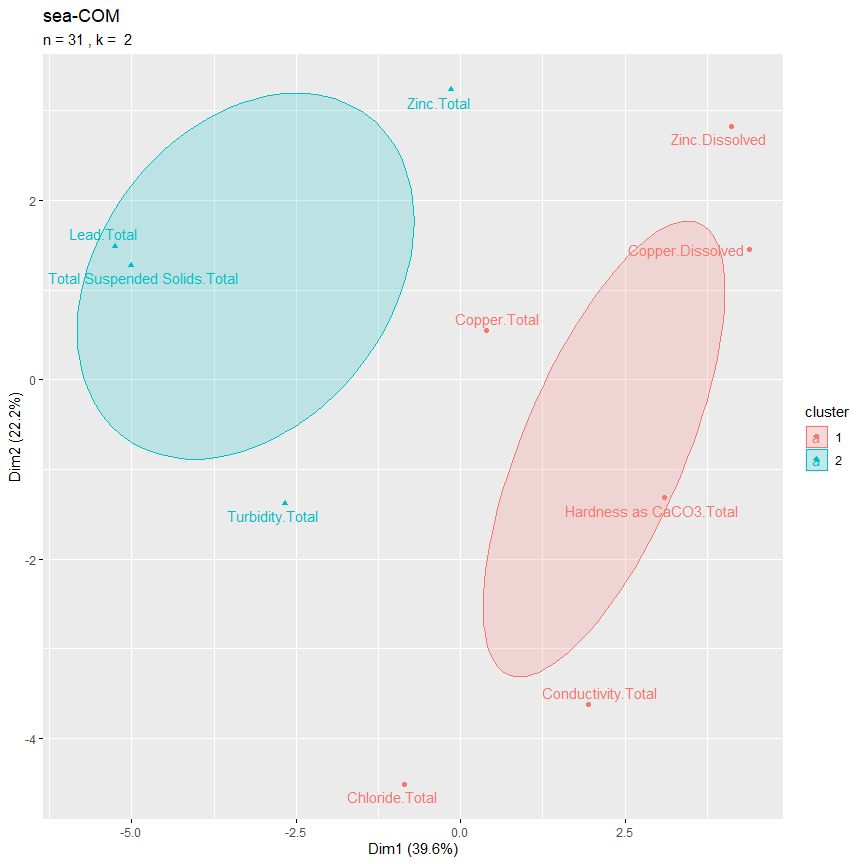 sea-COM
n = 31 , k =  2
Zinc.Total
Zinc.Dissolved
2
Lead.Total
Copper.Dissolved
Total Suspended Solids.Total
Copper.Total
0
cluster
1
2
Dim2 (22.2%)
Hardness as CaCO3.Total
Turbidity.Total
-2
Conductivity.Total
-4
Chloride.Total
-5.0
-2.5
0.0
2.5
Dim1 (39.6%)